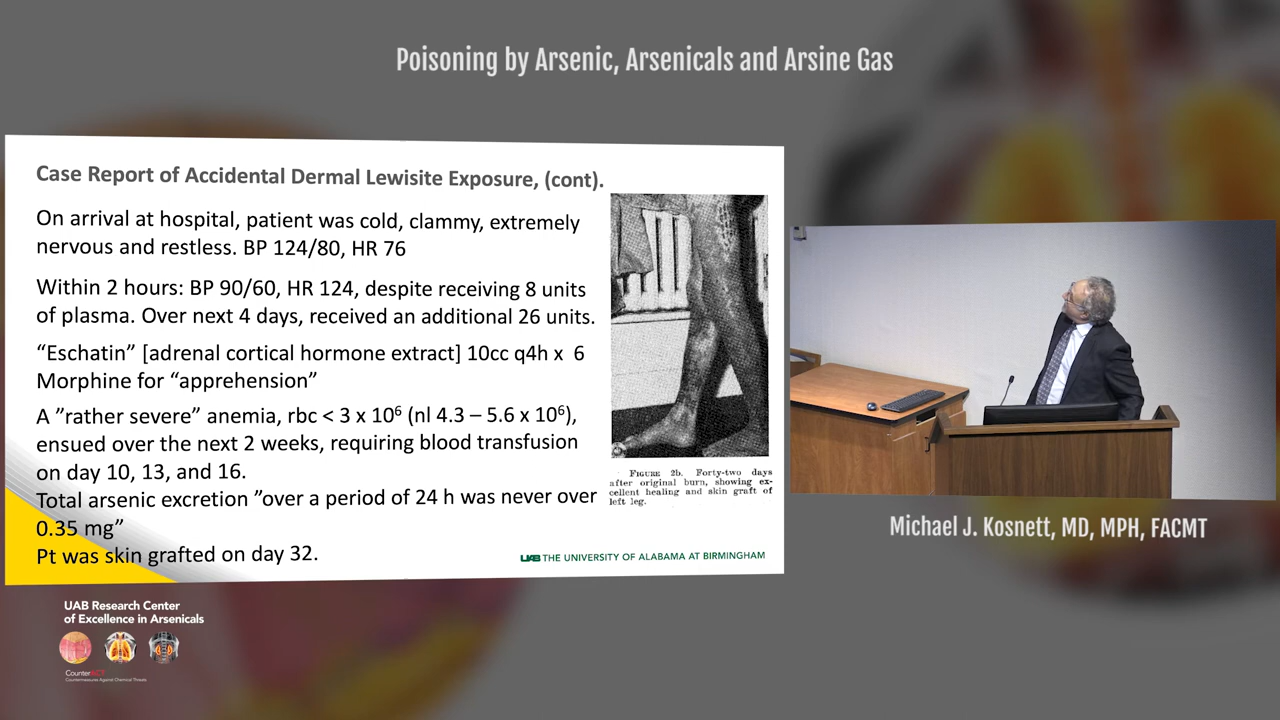 Poisoning by Arsenic, Arsenicals and Arsine Gas
Case Report of Accidental Dermal Lewisite Exposure, (cont).
On arrival at hospital, patient was cold, clammy, extremely
nervous and restless. BP 124/80, HR 76
Within 2 hours: BP 90/60, HR 124, despite receiving 8 units
of plasma. Over next 4 days, received an additional 26 units.
“Eschatin” [adrenal cortical hormone extract] 10cc q4h x 6
Morphine for “apprehension”
A ”rather severe” anemia, rbc < 3 x 10⁶ (nl 4.3 – 5.6 x 10⁶),
ensued over the next 2 weeks, requiring blood transfusion
on day 10, 13, and 16.
Total arsenic excretion ”over a period of 24 h was never over
0.35 mg”
Pt was skin grafted on day 32.
FIGURE 2b. Forty-two days
after original burn, showing ex-
cellent healing and skin graft of
left leg.
UAB THE UNIVERSITY OF ALABAMA AT BIRMINGHAM
Michael J. Kosnett, MD, MPH, FACMT
UAB Research Center
of Excellence in Arsenicals
CounterACT
Countermeasures Against Chemical Threats